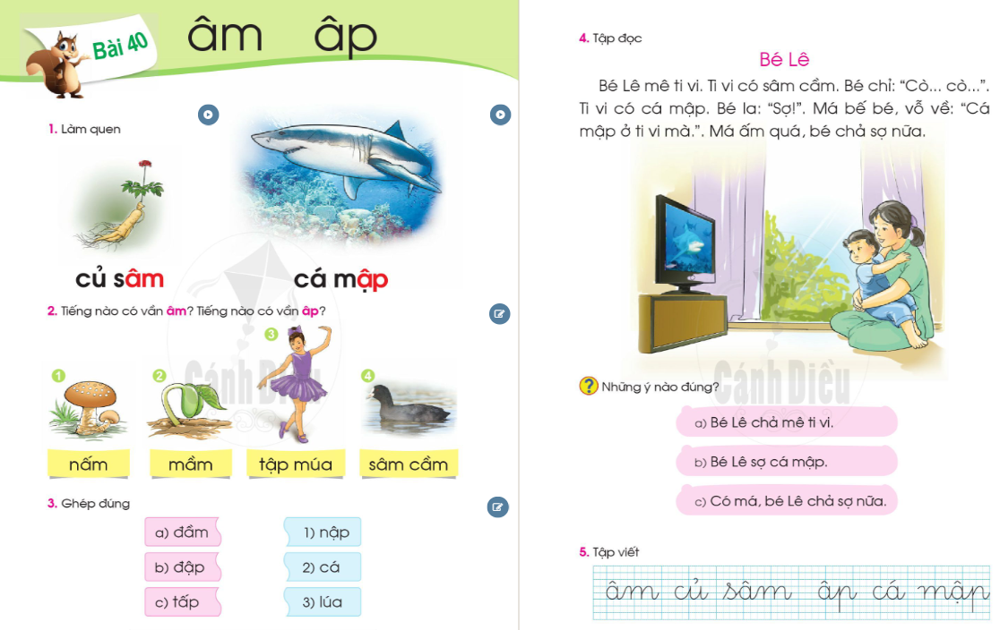 Bài 40
âm âp
1. Làm quen
củ sâm
cá mập
2. Tiếng nào có vần âm? Tiếng nào có vần âp?
1
2
3
4
nấm
mầm
tập múa
sâm cầm
3. Ghép đúng
a) đầm
1) nập
b) đập
2) cá
c) tấp
3) lúa
Cánh Diều
4. Tập đọc
Bé Lê
Bé Lê mê ti vi. Ti vi có sâm cầm. Bé chỉ: “Cò... cò...”.
Ti vi có cá mập. Bé la: “Sợ!”. Má bế bé, vỗ về: “Cá
mập ở ti vi mà.”. Má ấm quá, bé chả sợ nữa.
? Những ý nào đúng?
Cánh Diều
a) Bé Lê chả mê ti vi.
b) Bé Lê sợ cá mập.
c) Có má, bé Lê chả sợ nữa.
5. Tập viết
âm củ sâm âp cá mập